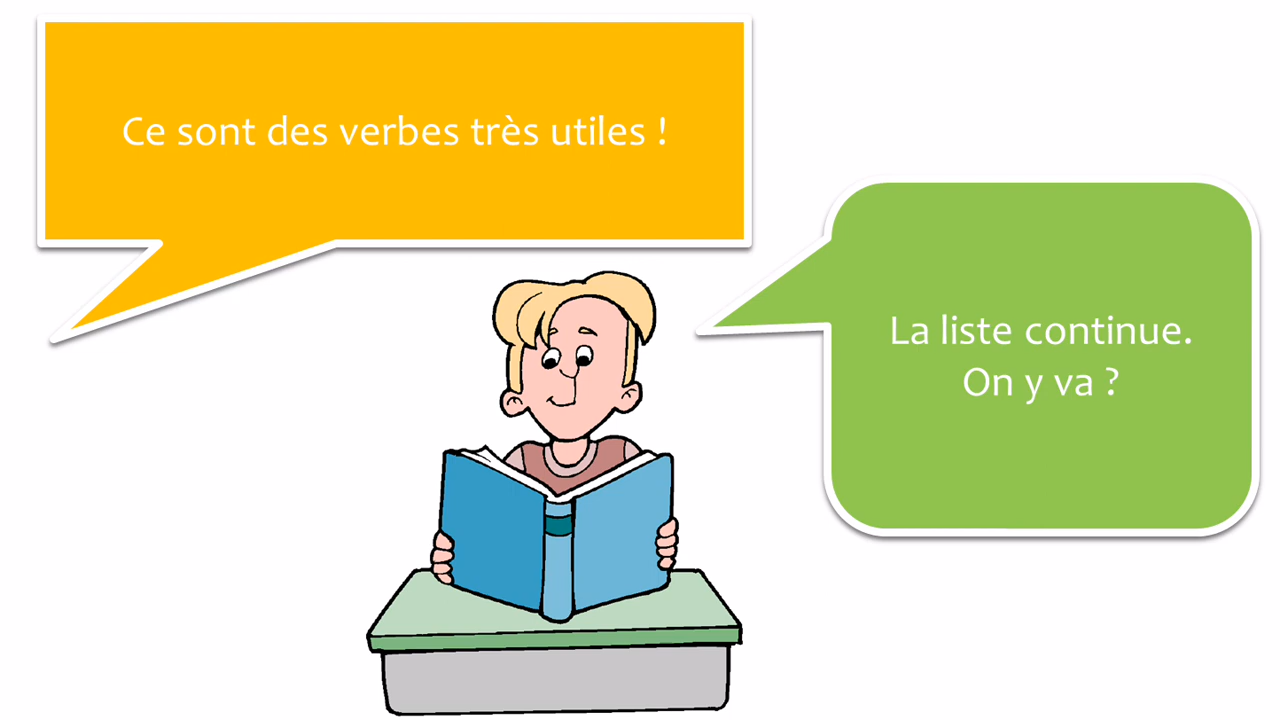 Ce sont des verbes très utiles !
La liste continue.
On y va ?